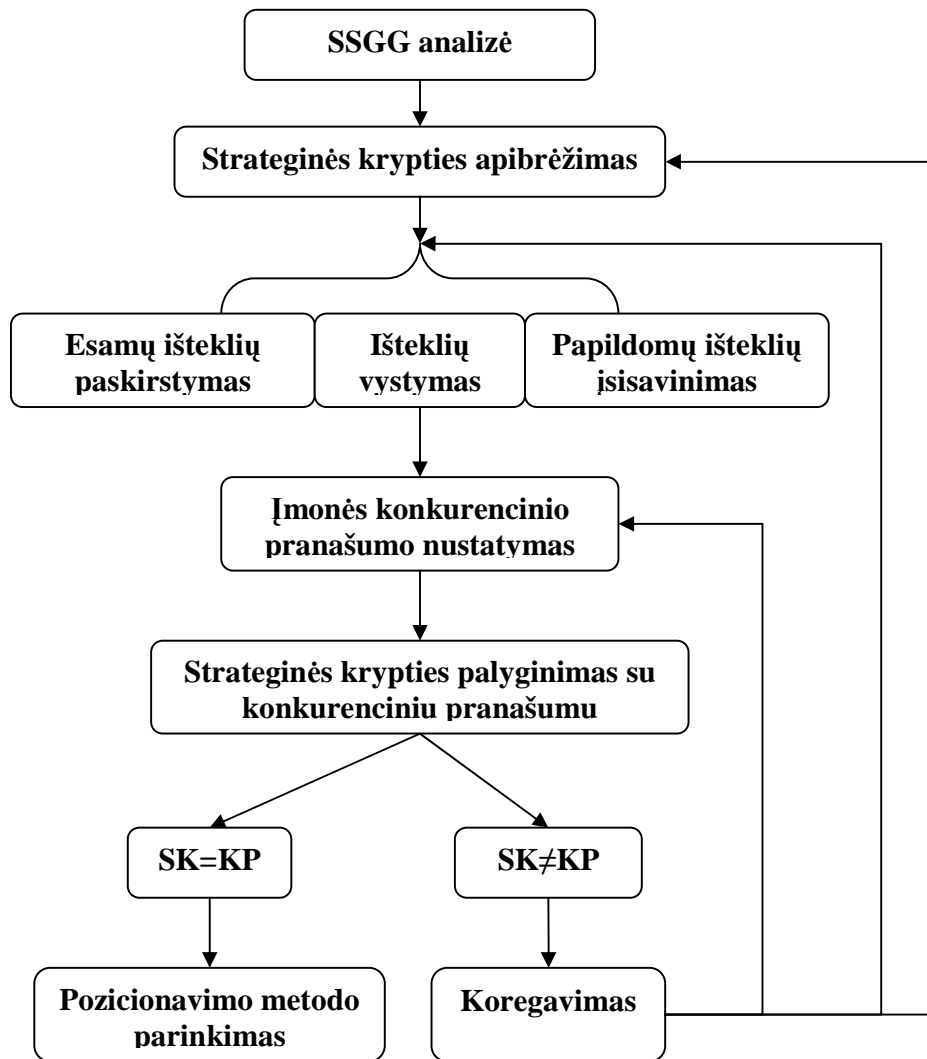 SSGG analizė
Strateginės krypties apibrėžimas
Esamų išteklių
paskirstymas
Išteklių
vystymas
Papildomų išteklių
įsisavinimas
Įmonės konkurencinio
pranašumo nustatymas
Strateginės krypties palyginimas su
konkurenciniu pranašumu
SK=KP
SK≠KP
Pozicionavimo metodo
parinkimas
Koregavimas